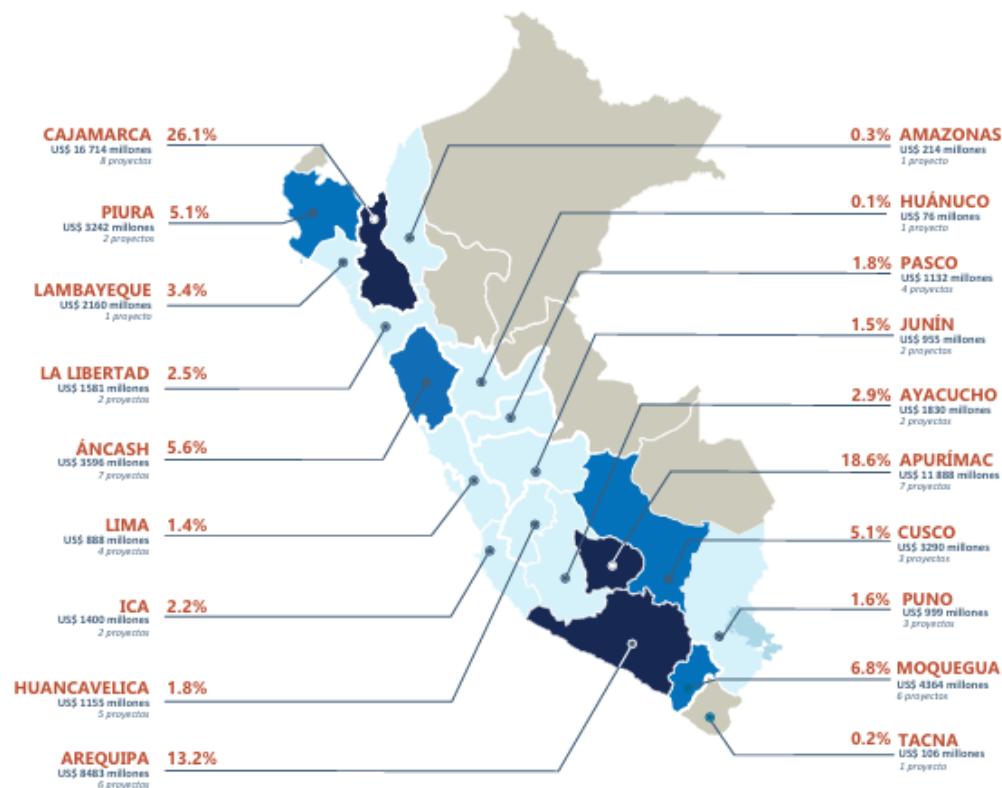 CAJAMARCA 26.1%
US$ 16 714 millones
8 proyectos
PIURA 5.1%
US$ 3242 millones
2 proyectos
LAMBAYEQUE 3.4%
US$ 2160 millones
1 proyecto
LA LIBERTAD 2.5%
US$ 1581 millones
2 proyectos
ÁNCASH 5.6%
US$ 3596 millones
7 proyectos
LIMA 1.4%
US$ 888 millones
4 proyectos
ICA 2.2%
US$ 1400 millones
2 proyectos
HUANCAVELICA 1.8%
US$ 1155 millones
5 proyectos
AREQUIPA 13.2%
US$ 8483 millones
6 proyectos
0.3% AMAZONAS
US$ 214 millones
1 proyecto
0.1% HUÁNUCO
US$ 76 millones
1 proyecto
1.8% PASCO
US$ 1132 millones
4 proyectos
1.5% JUNÍN
US$ 955 millones
2 proyectos
2.9% AYACUCHO
US$ 1830 millones
2 proyectos
18.6% APURÍMAC
US$ 11 888 millones
7 proyectos
5.1% CUSCO
US$ 3290 millones
3 proyectos
1.6% PUNO
US$ 999 millones
3 proyectos
6.8% MOQUEGUA
US$ 4364 millones
6 proyectos
0.2% TACNA
US$ 106 millones
1 proyecto